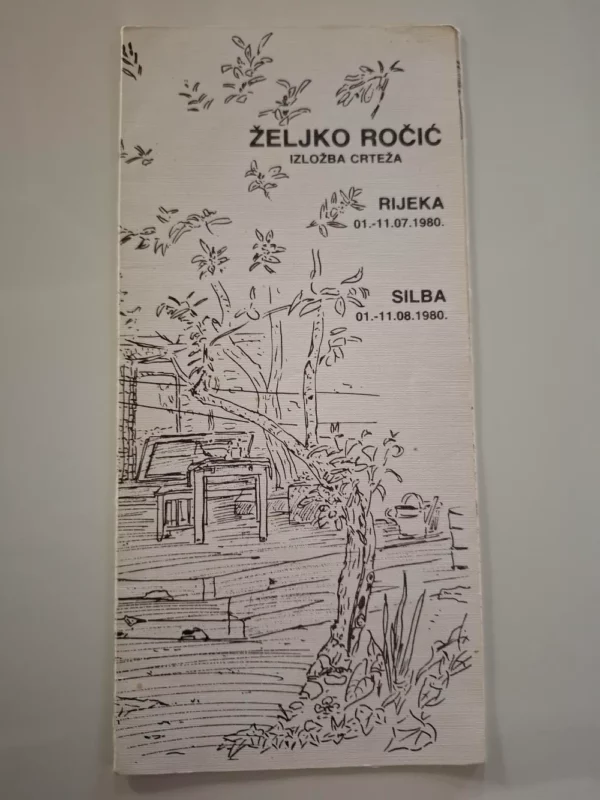 ŽELJKO ROČIĆ
IZLOŽBA CRTEŽA
RIJEKA
01.-11.07.1980.
SILBA
01.-11.08.1980.